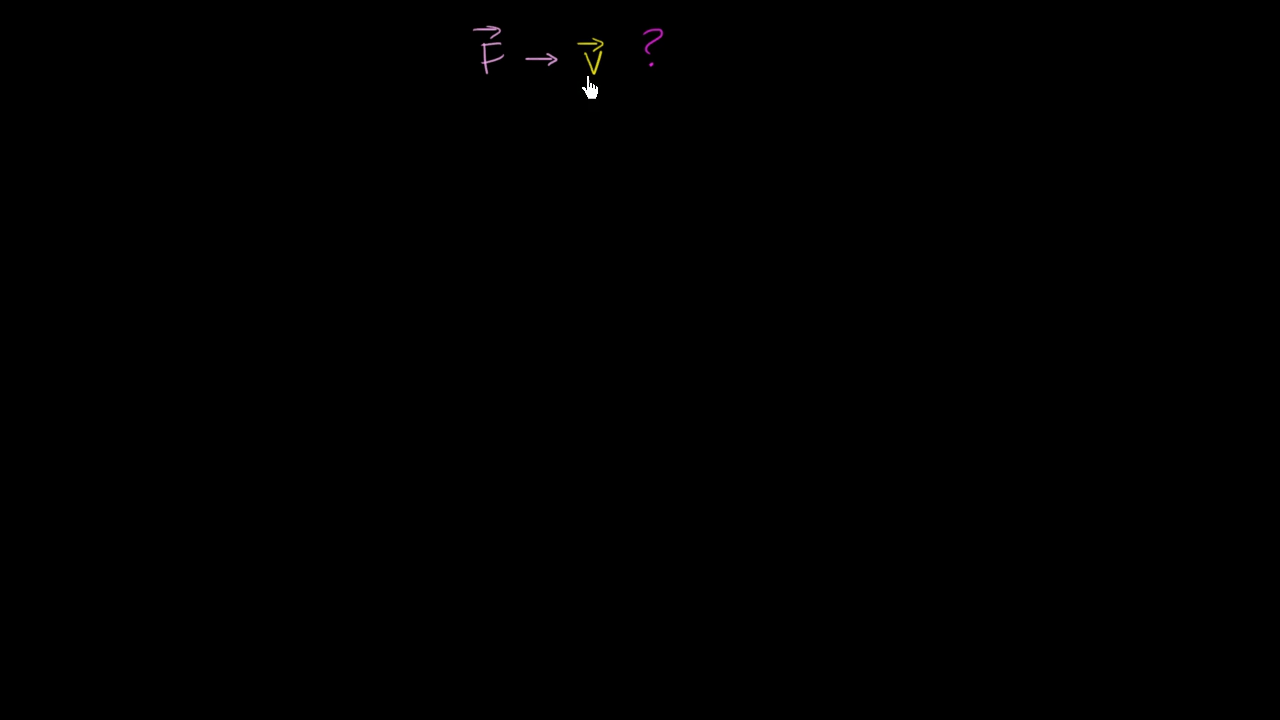 F⃗ → v⃗ ?